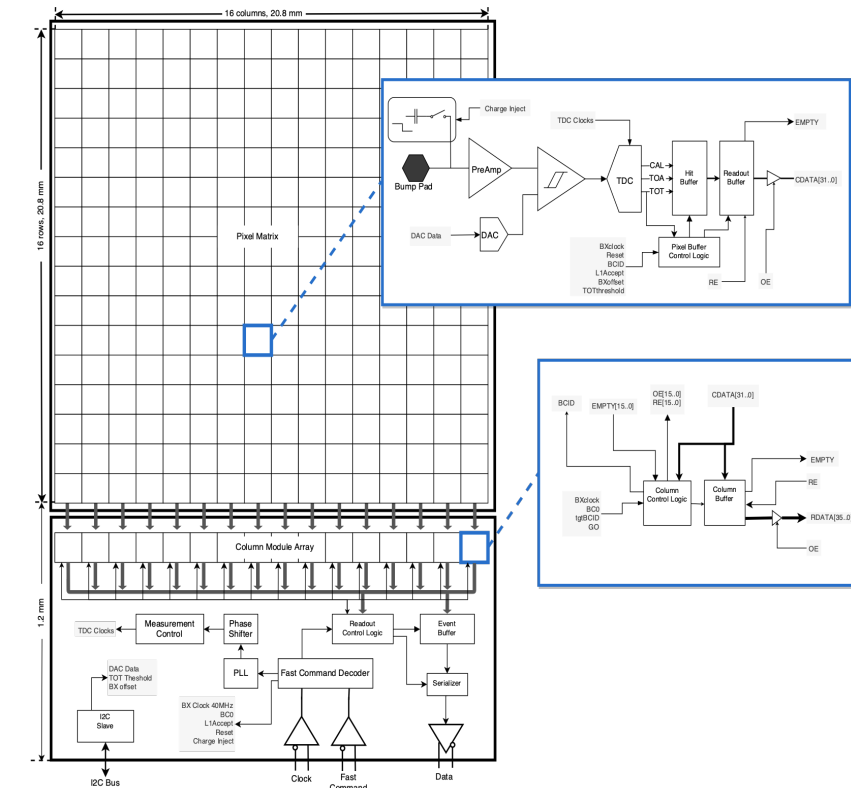 16 columns, 20.8 mm
16 rows, 20.8 mm
Pixel Matrix
Charge Inject
TDC Clocks
EMPTY
Bump Pad
PreAmp
TDC
CAL
TOA
TOT
Hit
Buffer
Readout
Buffer
CDATA[31..0]
DAC Data
DAC
BXclock
Reset
BCID
L1Accept
BXoffset
TOTthreshold
Pixel Buffer
Control Logic
RE
OE
BCID
EMPTY[15..0]
OE[15..0]
RE[15..0]
CDATA[31..0]
EMPTY
RE
Column
Control Logic
Column
Buffer
BXclock
BC0
tgtBCID
GO
RDATA[35..0]
OE
Column Module Array
1.2 mm
TDC Clocks
Measurement
Control
Phase
Shifter
Readout
Control Logic
Event
Buffer
PLL
Fast Command Decoder
Serializer
DAC Data
TOT Theshold
BX offset
I2C
Slave
BX Clock 40MHz
BC0
L1Accept
Reset
Charge Inject
I2C Bus
Clock
Fast
Command
Data